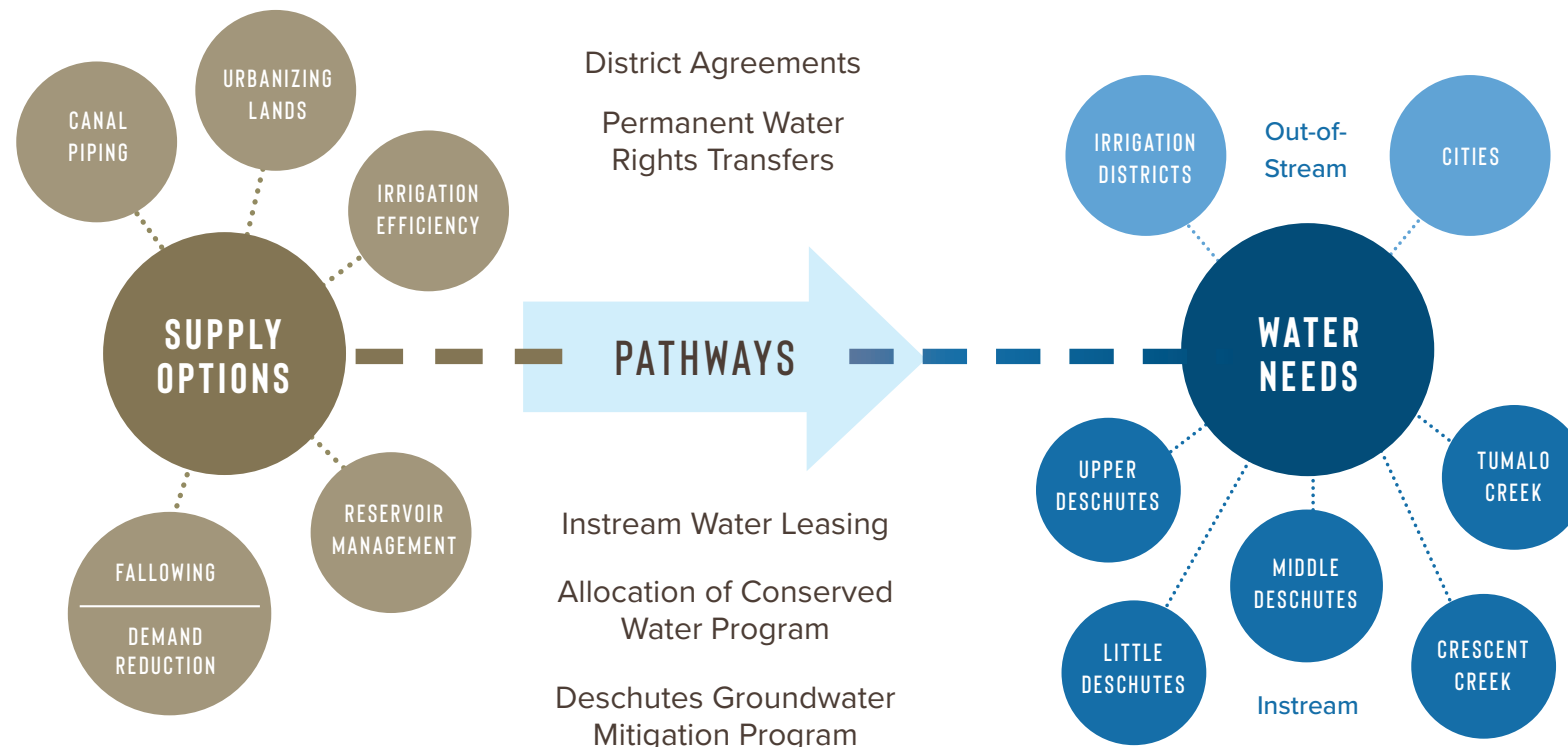 CANAL
PIPING
URBANIZING
LANDS
IRRIGATION
EFFICIENCY
SUPPLY
OPTIONS
RESERVOIR
MANAGEMENT
FALLOWING
DEMAND
REDUCTION
District Agreements
Permanent Water
Rights Transfers
PATHWAYS
Instream Water Leasing
Allocation of Conserved
Water Program
Deschutes Groundwater
Mitigation Program
IRRIGATION
DISTRICTS
Out-of-
Stream
CITIES
WATER
NEEDS
UPPER
DESCHUTES
TUMALO
CREEK
MIDDLE
DESCHUTES
LITTLE
DESCHUTES
CRESCENT
CREEK
Instream